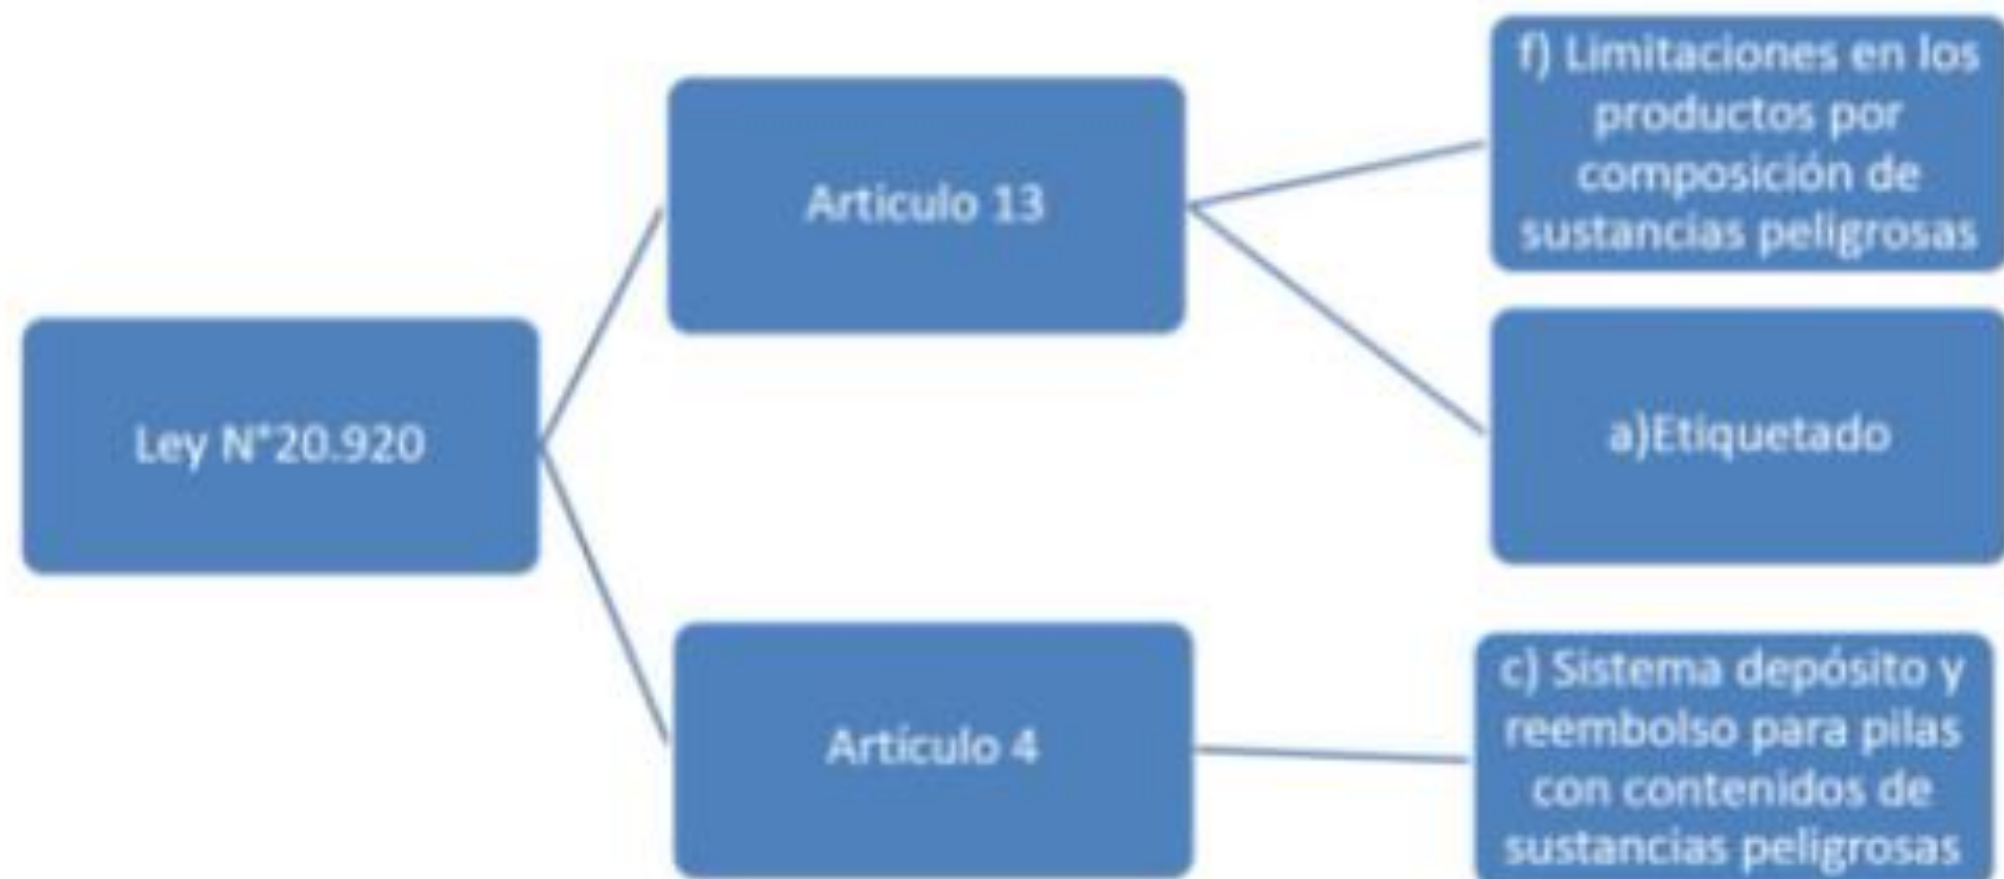 Ley N°20.920
Articulo 13
f) Limitaciones en los
productos por
composición de
sustancias peligrosas
a)Etiquetado
Artículo 4
c) Sistema depósito y
reembolso para pilas
con contenidos de
sustancias peligrosas